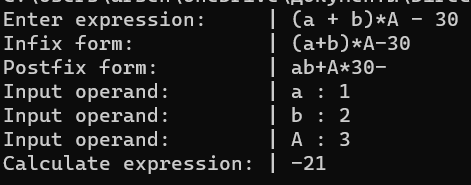 Enter expression: | (a + b)*A - 30
Infix form: | (a+b)*A-30
Postfix form: | ab+A*30-
Input operand: | a : 1
Input operand: | b : 2
Input operand: | A : 3
Calculate expression: | -21